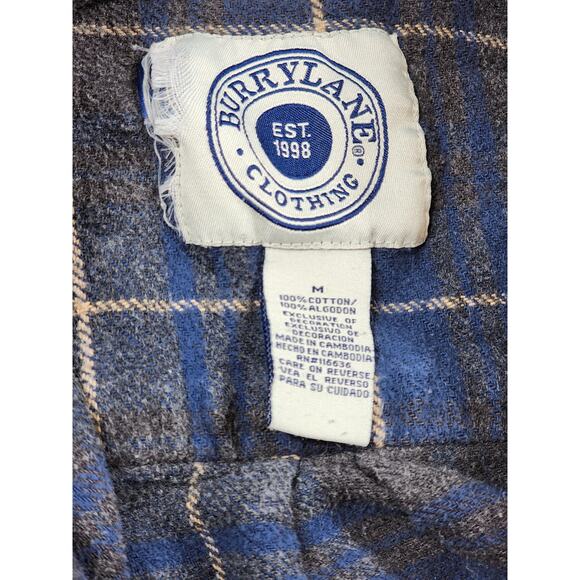 BURRYLANE®
EST.
1998
• CLOTHING •
M
100% COTTON/
100% ALGODON
EXCLUSIVE OF
DECORATION
EXCLUSIVO DE
DECORACION
MADE IN CAMBODIA
HECHO EN CAMBODIA
RN#116636
CARE ON REVERSE
VEA EL REVERSO
PARA SU CUIDADO